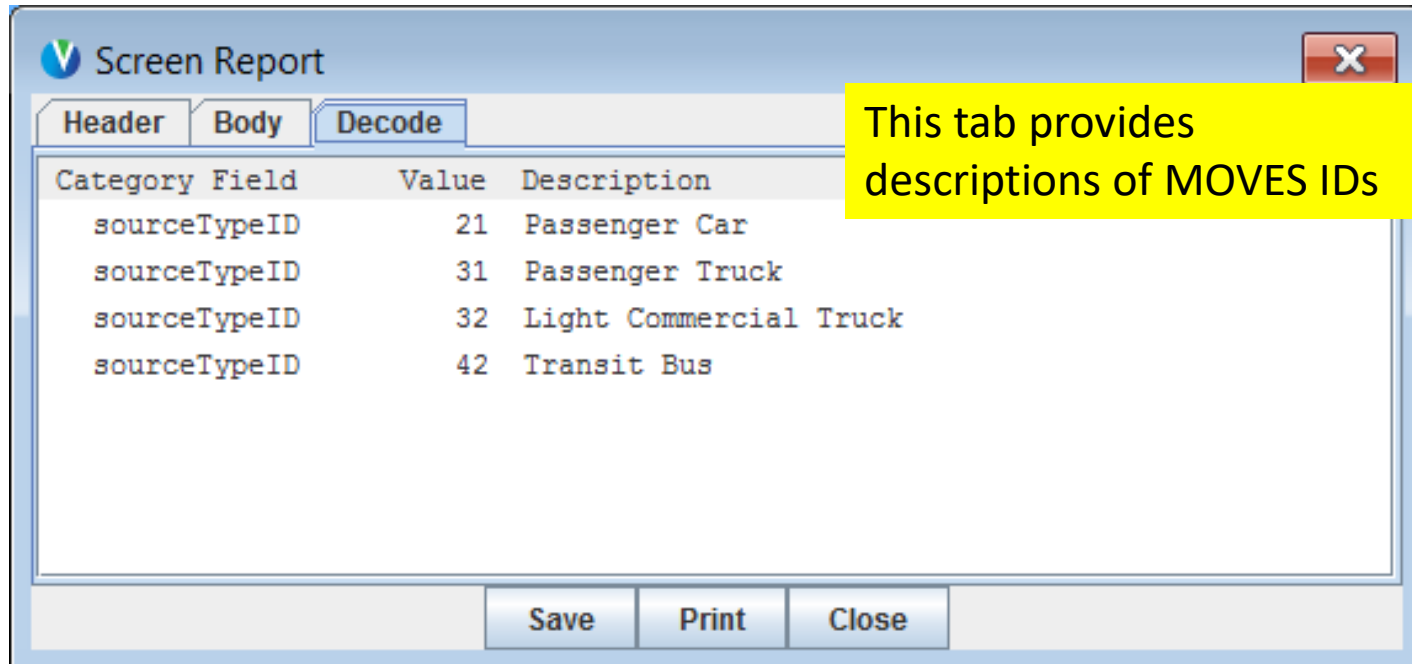 Screen Report
Header Body Decode
This tab provides
descriptions of MOVES IDs
Category Field Value Description
sourceTypeID 21 Passenger Car
sourceTypeID 31 Passenger Truck
sourceTypeID 32 Light Commercial Truck
sourceTypeID 42 Transit Bus
Save Print Close